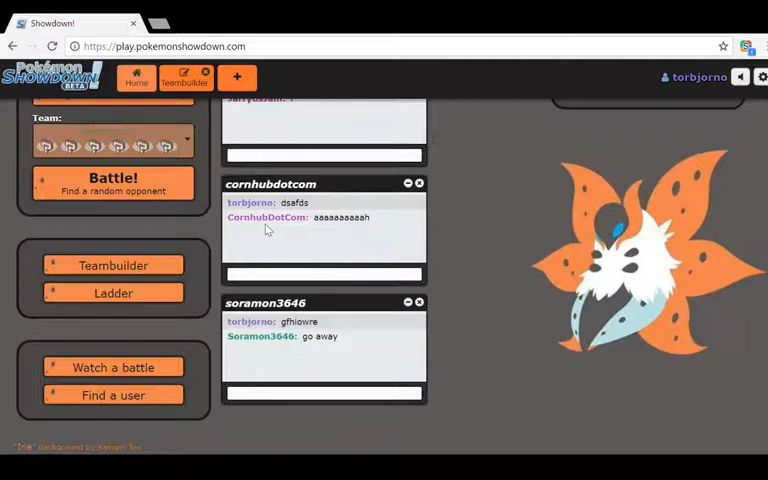 Showdown!
https://play.pokemonshowdown.com
Pokémon
SHOWDOWN!
BETA
Home
Teambuilder
+
torbjorno
Team:
Battle!
Find a random opponent
cornhubdotcom
torbjorno: dsafds
CornhubDotCom: aaaaaaaaaah
soramon3646
torbjorno: gfhiowre
Soramon3646: go away
Teambuilder
Ladder
Watch a battle
Find a user
background by Samuel Teo